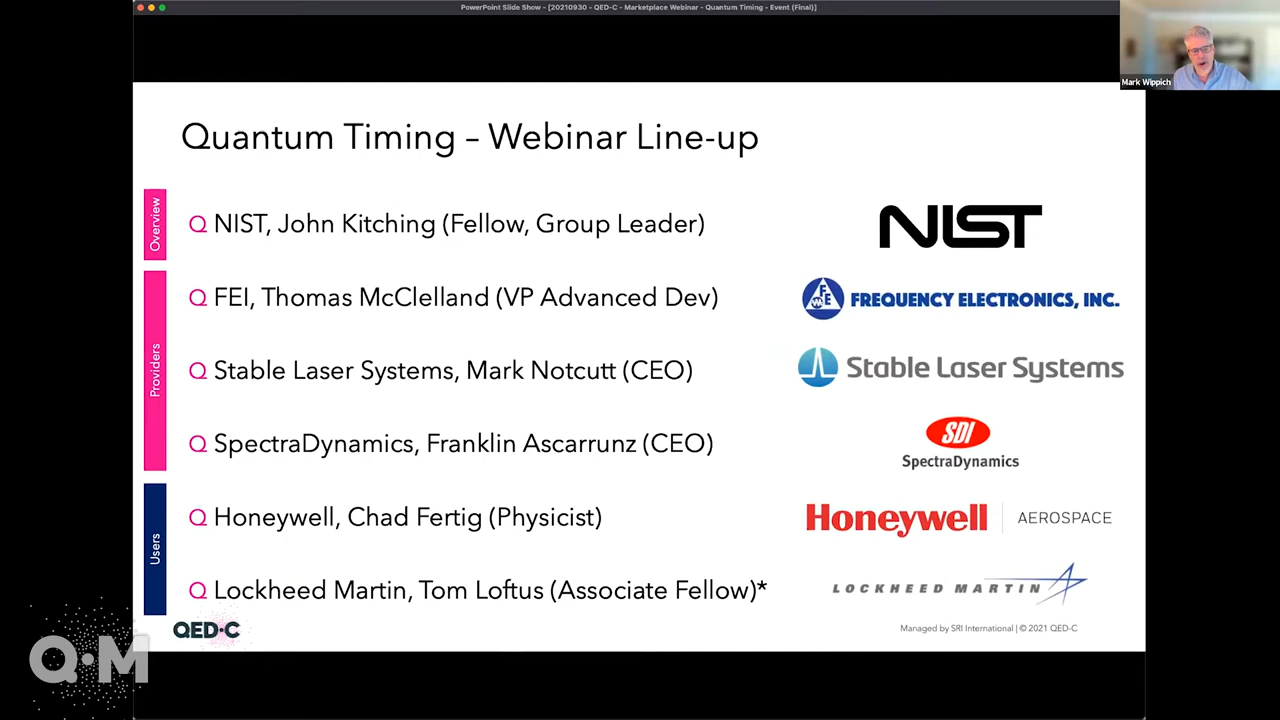 PowerPoint Slide Show - [20210930 - QED-C - Marketplace Webinar - Quantum Timing - Event (Final)]
Mark Wippich
Quantum Timing – Webinar Line-up
Overview
Q NIST, John Kitching (Fellow, Group Leader)
NIST
Providers
Q FEI, Thomas McClelland (VP Advanced Dev)
FEI
FREQUENCY ELECTRONICS, INC.
Q Stable Laser Systems, Mark Notcutt (CEO)
Stable Laser Systems
Q SpectraDynamics, Franklin Ascarrunz (CEO)
SDI
SpectraDynamics
Users
Q Honeywell, Chad Fertig (Physicist)
Honeywell AEROSPACE
Q Lockheed Martin, Tom Loftus (Associate Fellow)*
LOCKHEED MARTIN
QED·C
Managed by SRI International | © 2021 QED-C
Q·M